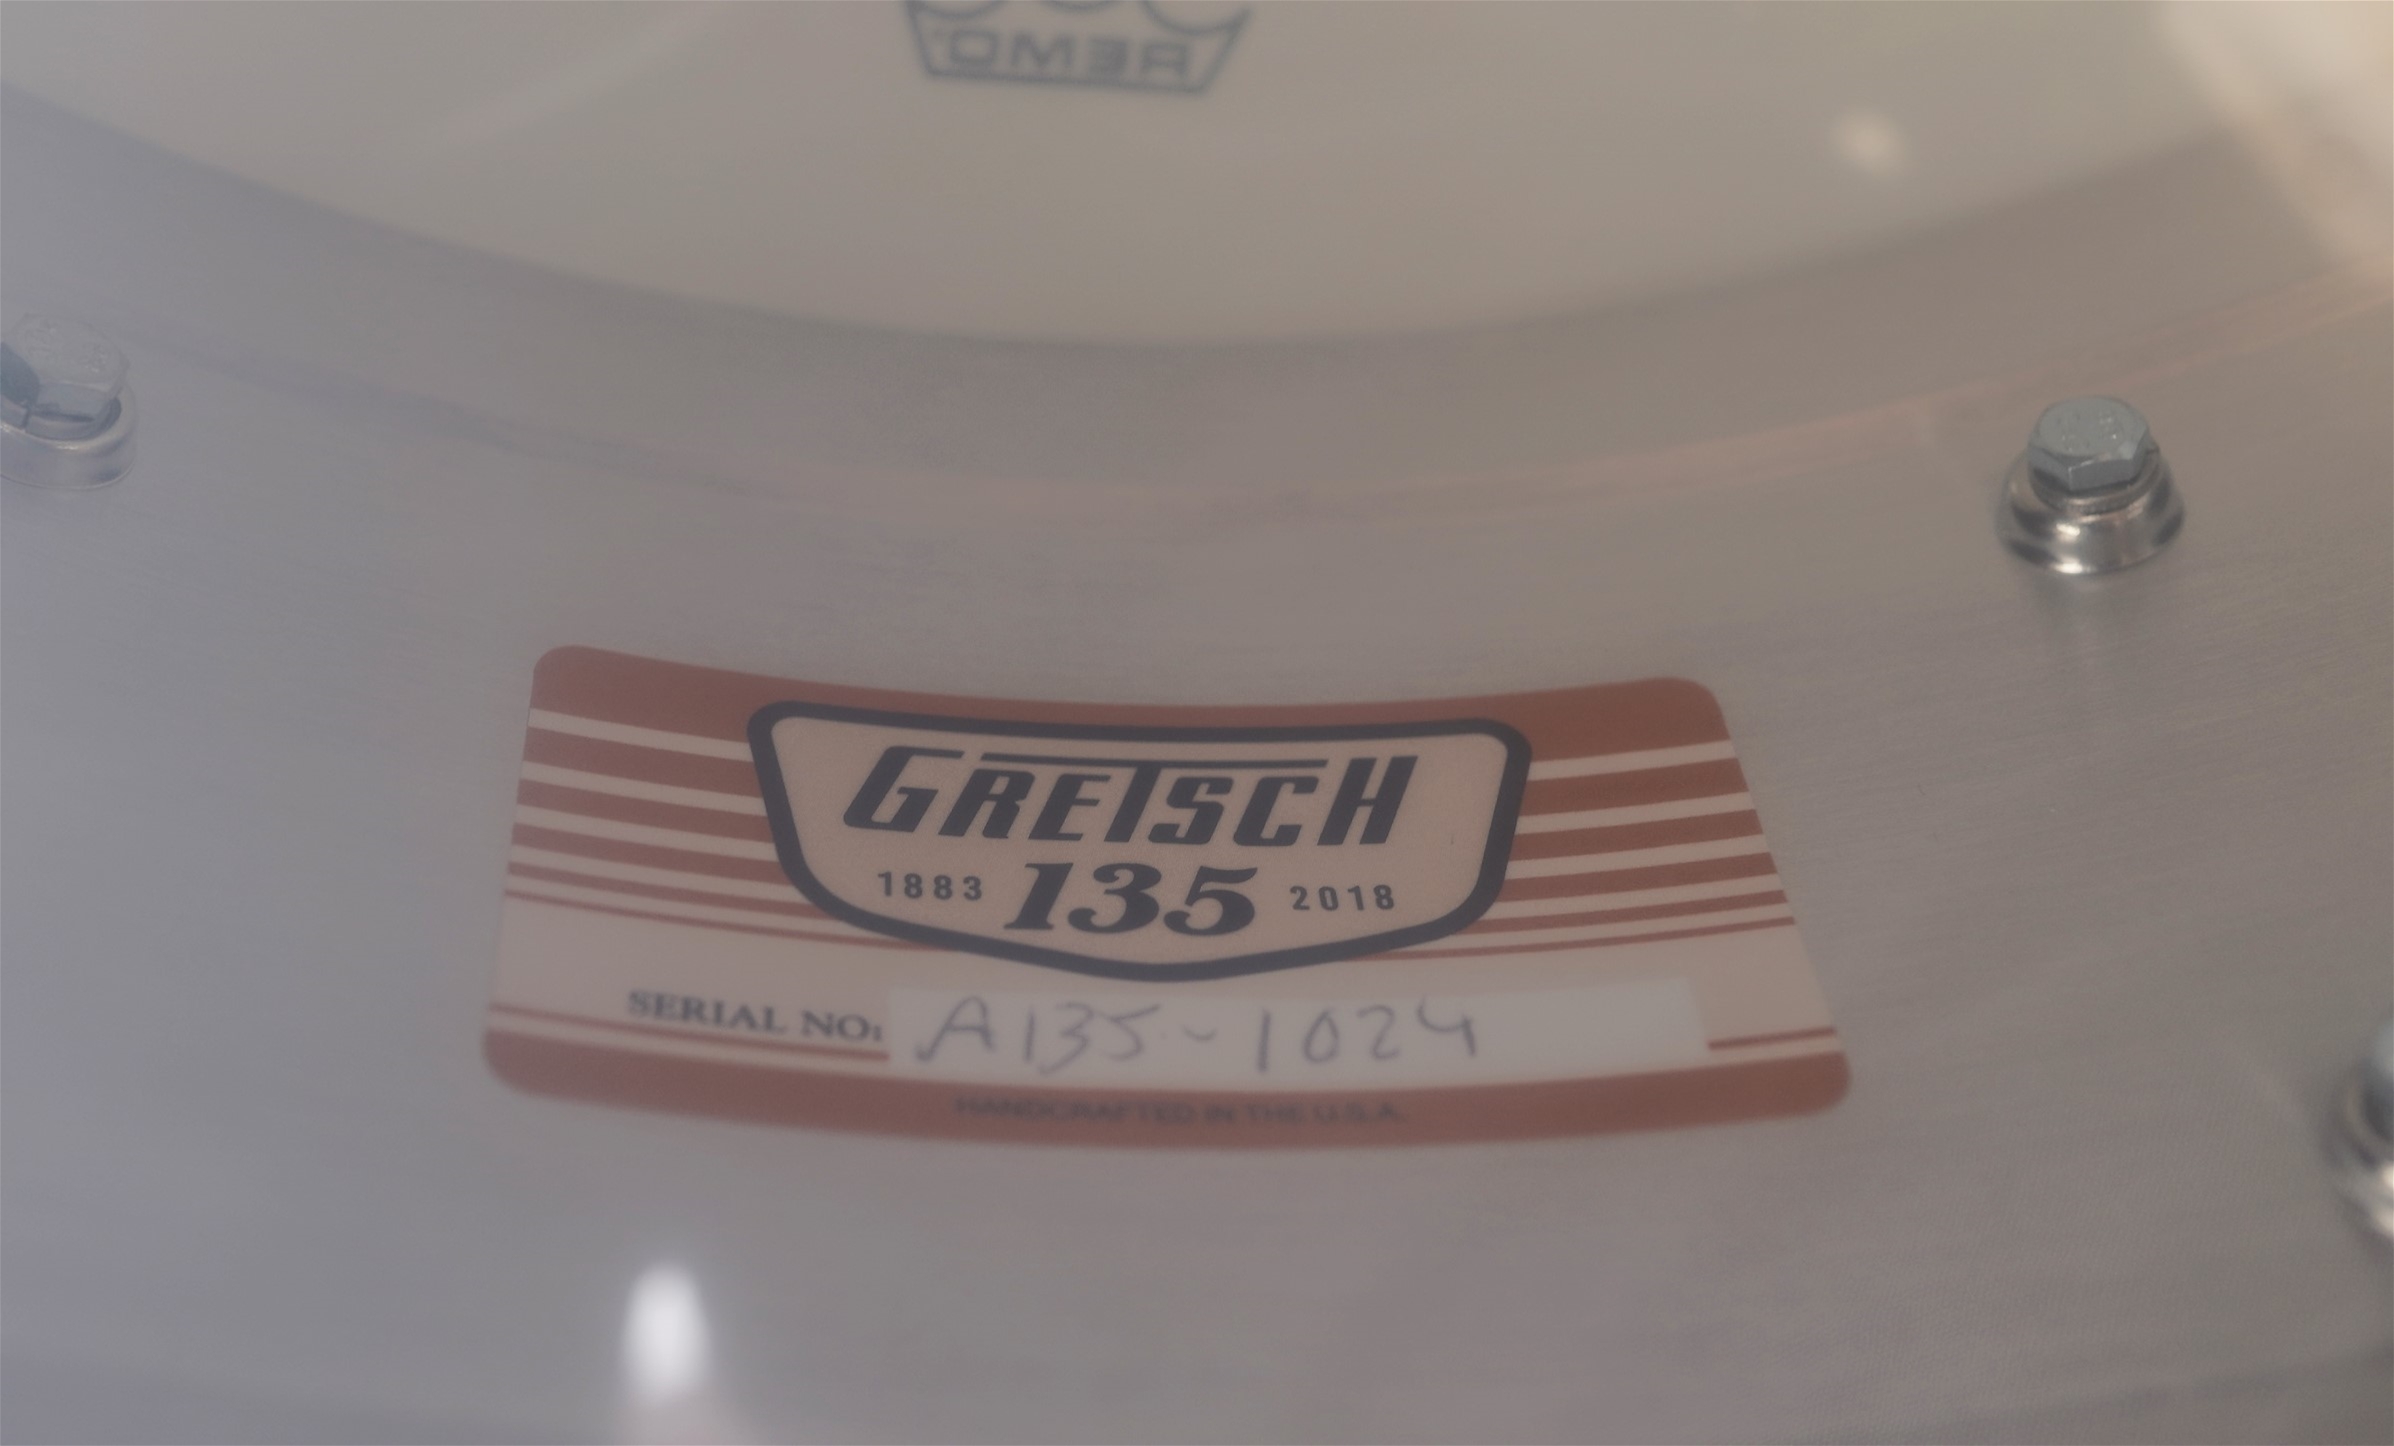 REMO
GRETSCH
1883 135 2018
SERIAL NO: A135-1024
HANDCRAFTED IN THE U.S.A.